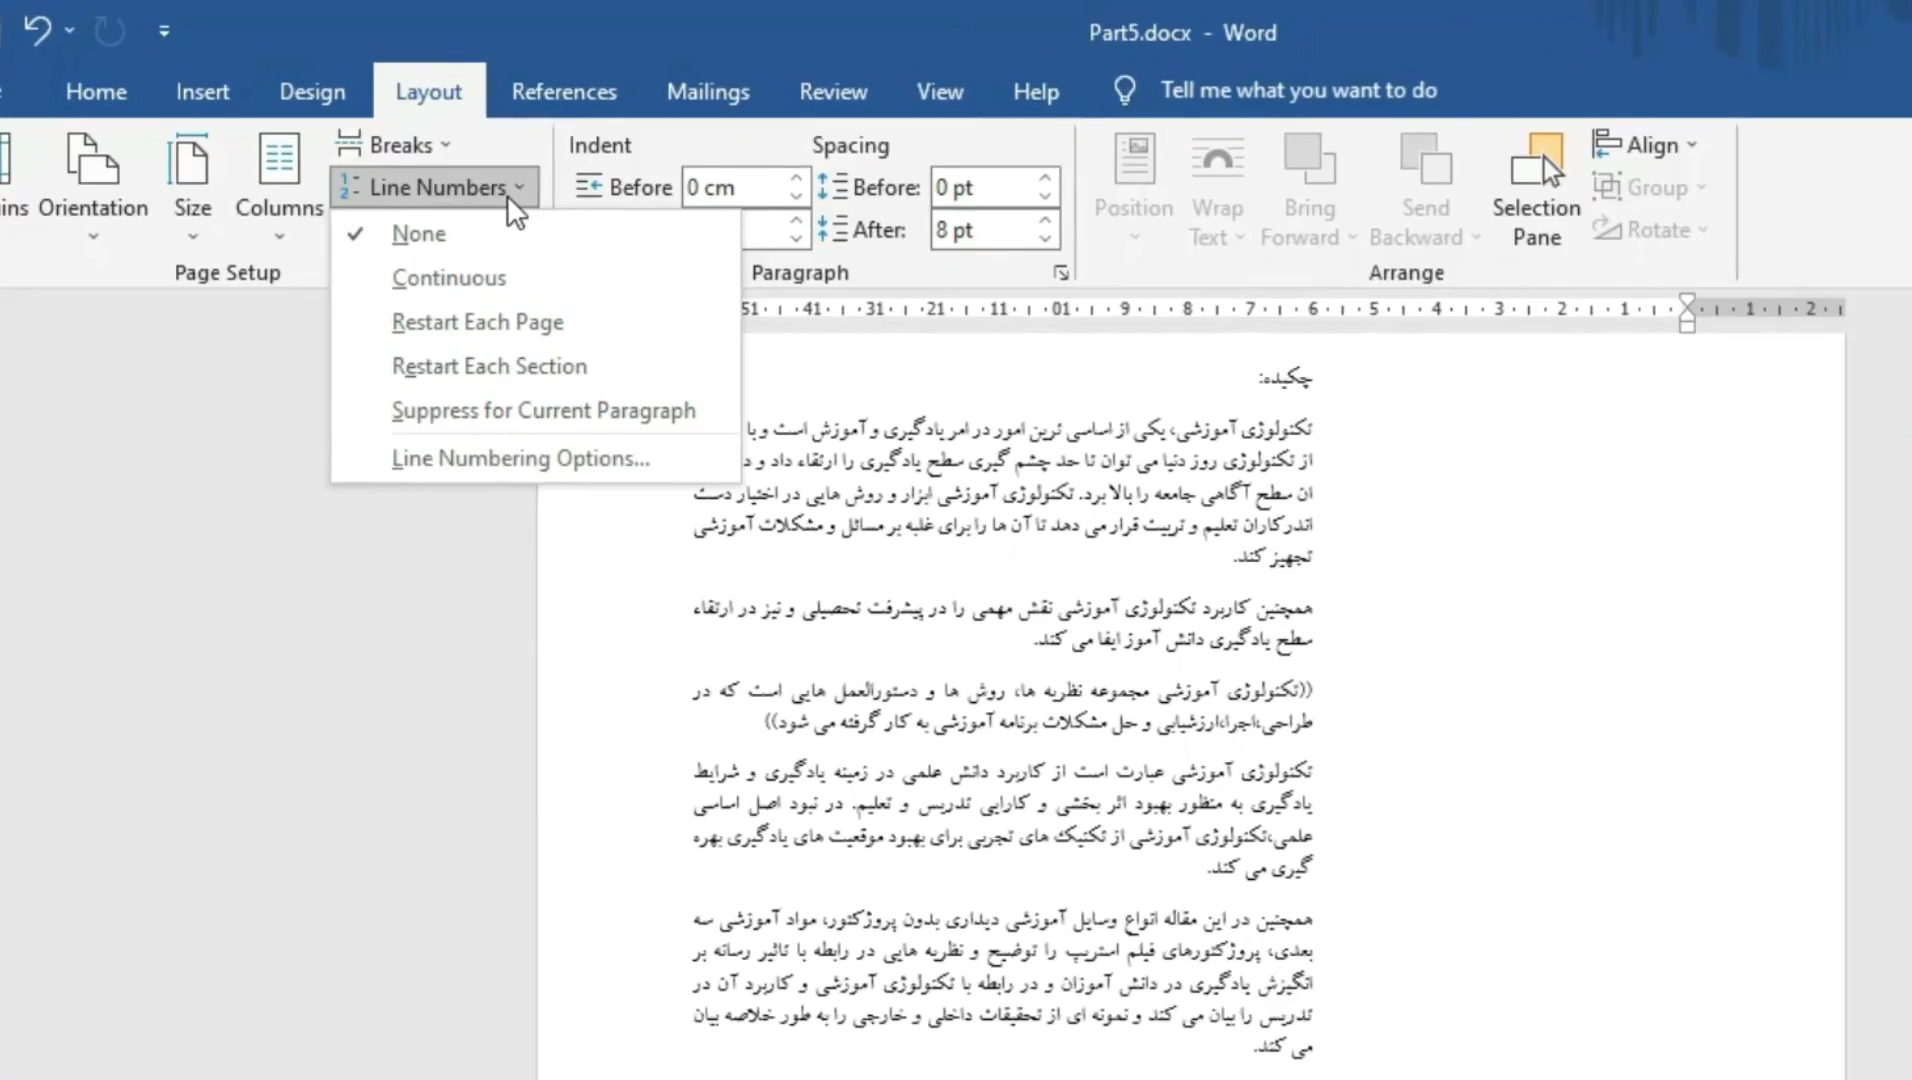 Part5.docx - Word
Home Insert Design Layout References Mailings Review View Help Tell me what you want to do
Orientation
Size
Columns
Breaks
Line Numbers
Page Setup
Indent
Before 0 cm
Spacing
Before: 0 pt
After: 8 pt
Paragraph
Position
Wrap Text
Bring Forward
Send Backward
Selection Pane
Align
Group
Rotate
Arrange
None
Continuous
Restart Each Page
Restart Each Section
Suppress for Current Paragraph
Line Numbering Options...
چکیده:
تکنولوژی آموزشی، یکی از اساسی ترین امور در امر یادگیری و آموزش است و با
از تکنولوژی روز دنیا می توان تا حد چشم گیری سطح یادگیری را ارتقاء داد و
ان سطح آگاهی جامعه را بالا برد. تکنولوژی آموزشی ابزار و روش هایی در اختیار دست
اندرکاران تعلیم و تربیت قرار می دهد تا آن ها را برای غلبه بر مسائل و مشکلات آموزشی
تجهیز کند.
همچنین کاربرد تکنولوژی آموزشی نقش مهمی را در پیشرفت تحصیلی و نیز در ارتقاء
سطح یادگیری دانش آموز ایفا می کند.
((تکنولوژی آموزشی مجموعه نظریه ها، روش ها و دستورالعمل هایی است که در
طراحی،اجرا،ارزشیابی و حل مشکلات برنامه آموزشی به کار گرفته می شود))
تکنولوژی آموزشی عبارت است از کاربرد دانش علمی در زمینه یادگیری و شرایط
یادگیری به منظور بهبود اثر بخشی و کارایی تدریس و تعلیم. در نبود اصل اساسی
علمی،تکنولوژی آموزشی از تکنیک های تجربی برای بهبود موقعیت های یادگیری بهره
گیری می کند.
همچنین در این مقاله انواع وسایل آموزشی دیداری بدون پروژکتور، مواد آموزشی سه
بعدی، پروژکتورهای فیلم استریپ را توضیح و نظریه هایی در رابطه با تاثیر رسانه بر
انگیزش یادگیری در دانش آموزان و در رابطه با تکنولوژی آموزشی و کاربرد آن در
تدریس را بیان می کند و نمونه ای از تحقیقات داخلی و خارجی را به طور خلاصه بیان
می کند.